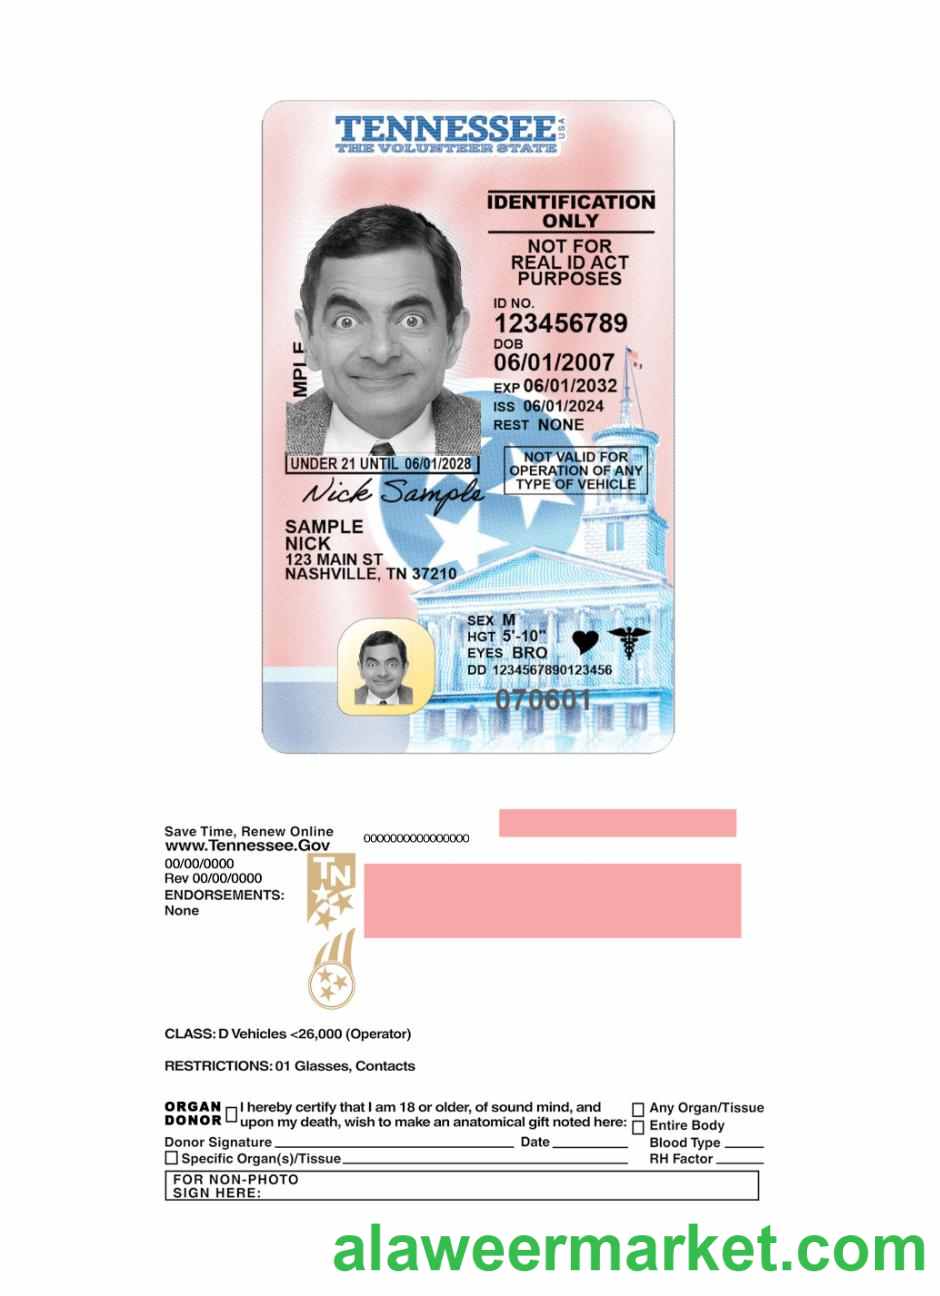 TENNESSEE USA
THE VOLUNTEER STATE
IDENTIFICATION
ONLY
NOT FOR
REAL ID ACT
PURPOSES
ID NO.
123456789
DOB
06/01/2007
EXP 06/01/2032
ISS 06/01/2024
REST NONE
MPLE
UNDER 21 UNTIL 06/01/2028
NOT VALID FOR
OPERATION OF ANY
TYPE OF VEHICLE
Nick Sample
SAMPLE
NICK
123 MAIN ST
NASHVILLE, TN 37210
SEX M
HGT 5'-10"
EYES BRO
DD 1234567890123456
070601
Save Time, Renew Online
www.Tennessee.Gov
0000000000000000
00/00/0000
Rev 00/00/0000
ENDORSEMENTS:
None
TN
CLASS: D Vehicles <26,000 (Operator)
RESTRICTIONS: 01 Glasses, Contacts
ORGAN DONOR
I hereby certify that I am 18 or older, of sound mind, and
upon my death, wish to make an anatomical gift noted here:
Any Organ/Tissue
Entire Body
Donor Signature Date Blood Type
Specific Organ(s)/Tissue RH Factor
FOR NON-PHOTO
SIGN HERE:
alaweermarket.com